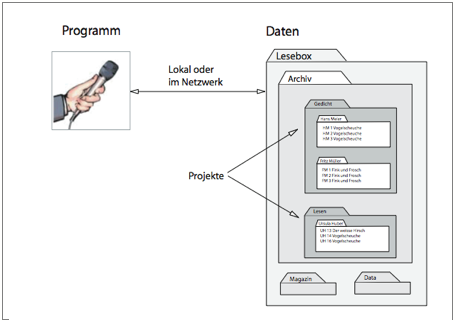 Programm
Daten
Lokal oder
im Netzwerk
Lesebox
Archiv
Gedicht
Hans Meier
HM 1 Vogelscheuche
HM 2 Vogelscheuche
HM 3 Vogelscheuche
Fritz Müller
FM 1 Fink und Frosch
FM 2 Fink und Frosch
FM 3 Fink und Frosch
Projekte
Lesen
Ursula Huber
UH 13 Der weisse Hirsch
UH 14 Vogelscheuche
UH 16 Vogelscheuche
Magazin
Data